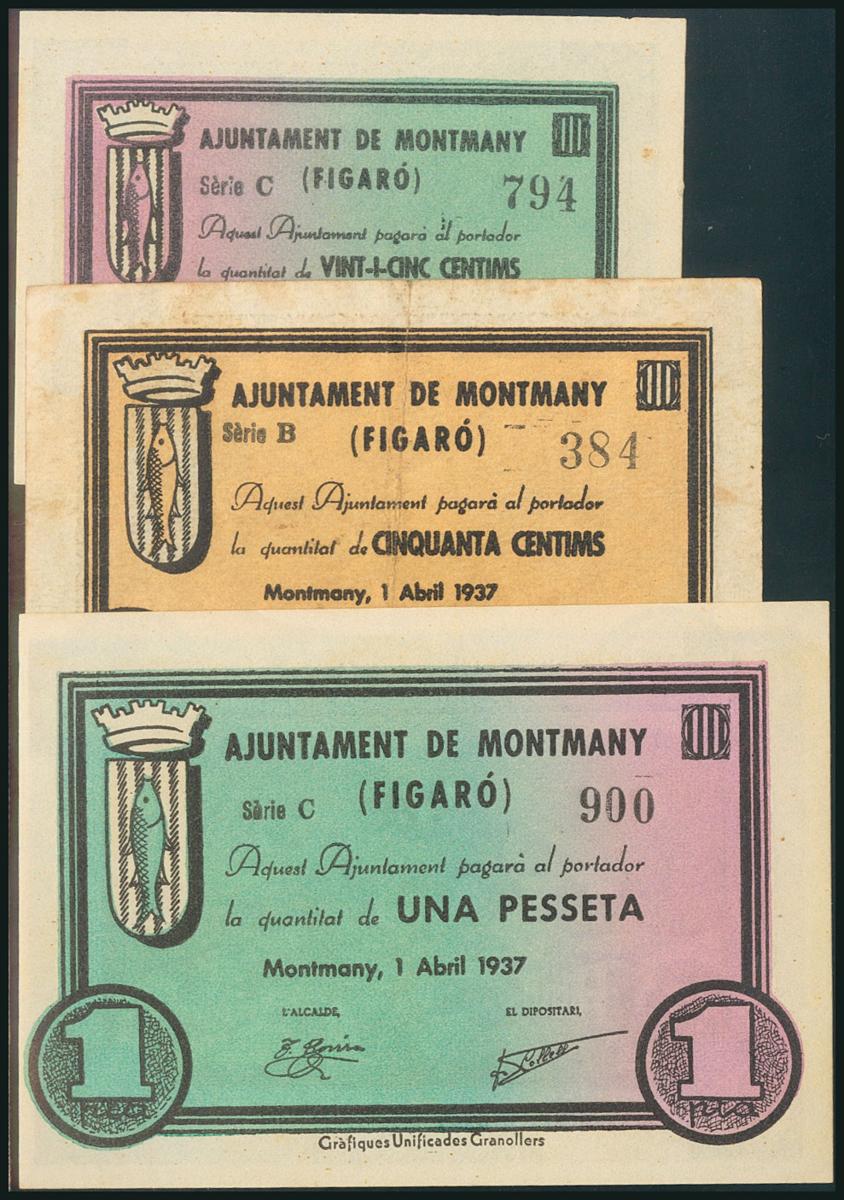 AJUNTAMENT DE MONTMANY
Sèrie C (FIGARÓ) 794
Aquest Ajuntament pagarà al portador
la quantitat de VINT-I-CINC CENTIMS
AJUNTAMENT DE MONTMANY
Sèrie B (FIGARÓ) 384
Aquest Ajuntament pagarà al portador
la quantitat de CINQUANTA CENTIMS
Montmany, 1 Abril 1937
AJUNTAMENT DE MONTMANY
Sèrie C (FIGARÓ) 900
Aquest Ajuntament pagarà al portador
la quantitat de UNA PESSETA
Montmany, 1 Abril 1937
L'ALCALDE, EL DIPOSITARI,
1 1
pta pta
Gràfiques Unificades Granollers